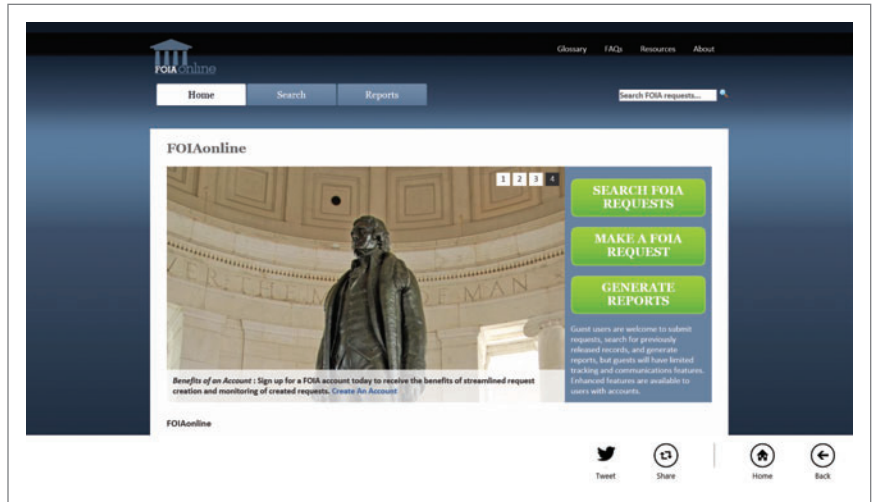 Glossary FAQs Resources About
FOIAonline
Home Search Reports
Search FOIA requests...
FOIAonline
1 2 3 4
SEARCH FOIA
REQUESTS
MAKE A FOIA
REQUEST
GENERATE
REPORTS
Guest users are welcome to submit
requests, search for previously
released records, and generate
reports, but guests will have limited
tracking and communications features.
Enhanced features are available to
users with accounts.
OF MAN
Benefits of an Account : Sign up for a FOIA account today to receive the benefits of streamlined request
creation and monitoring of created requests. Create An Account
FOIAonline
Tweet Share Home Back